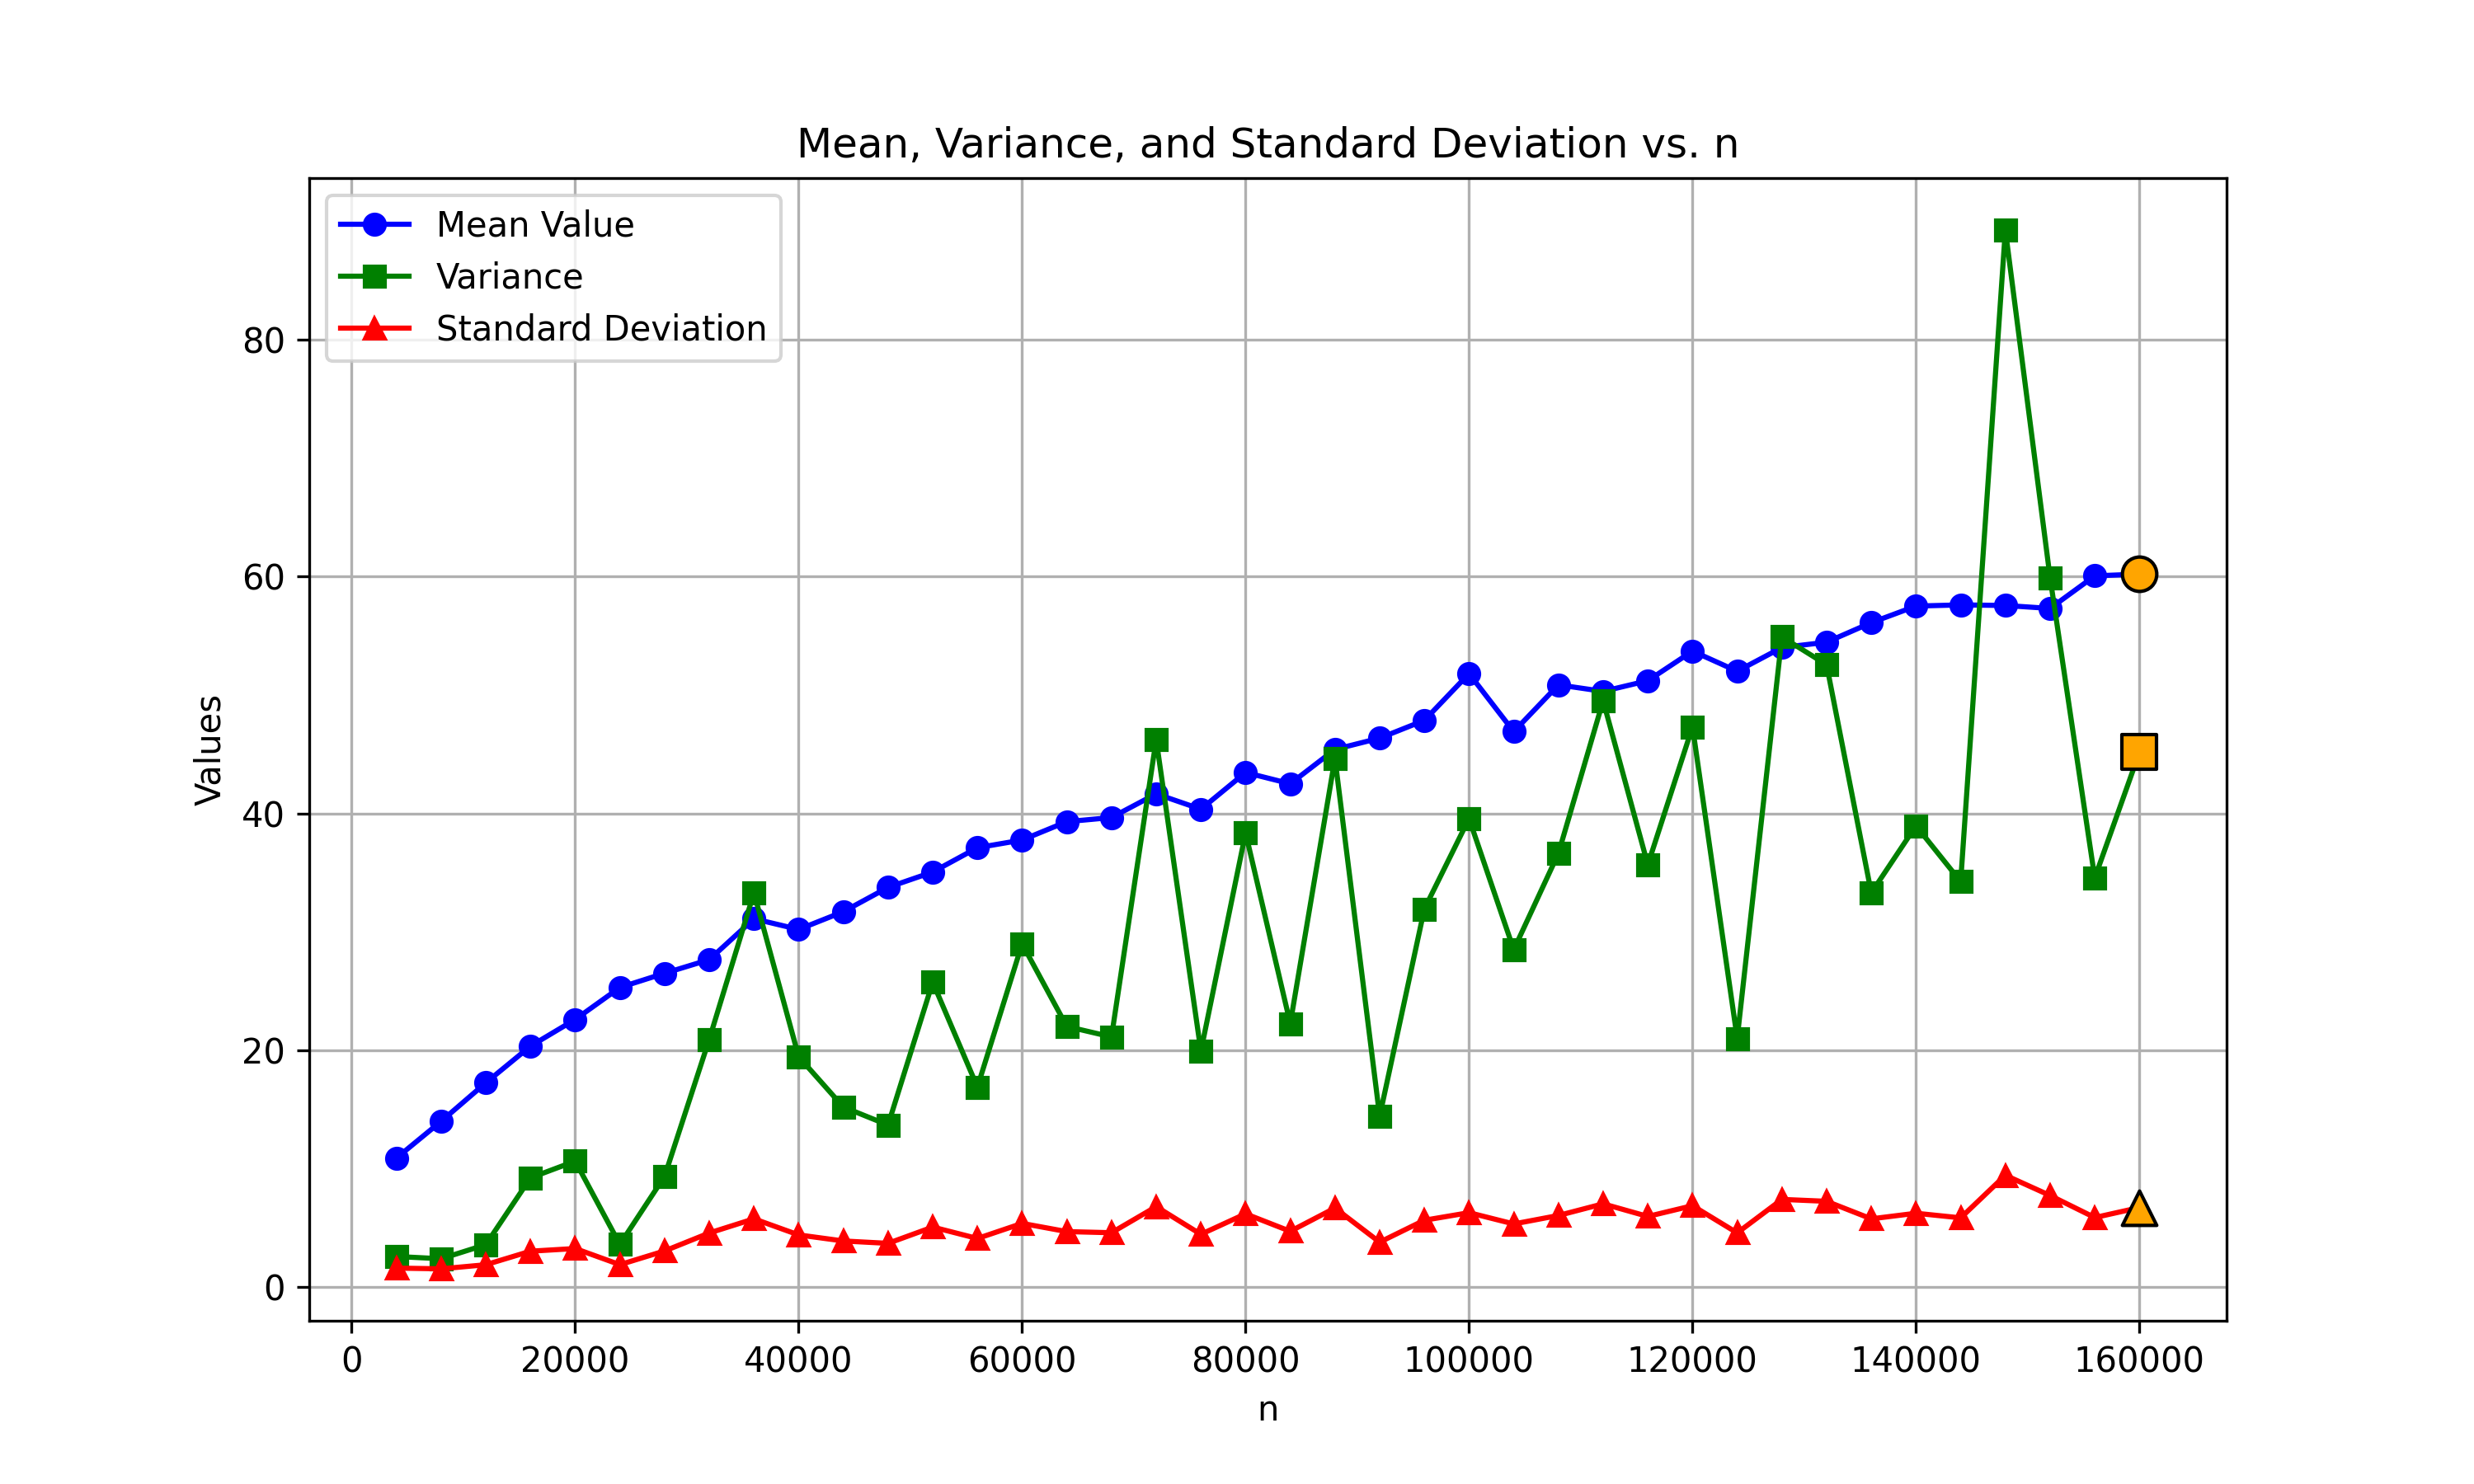 Mean, Variance, and Standard Deviation vs. n
Mean Value
Variance
Standard Deviation
Values
80
60
40
20
0
0 20000 40000 60000 80000 100000 120000 140000 160000
n